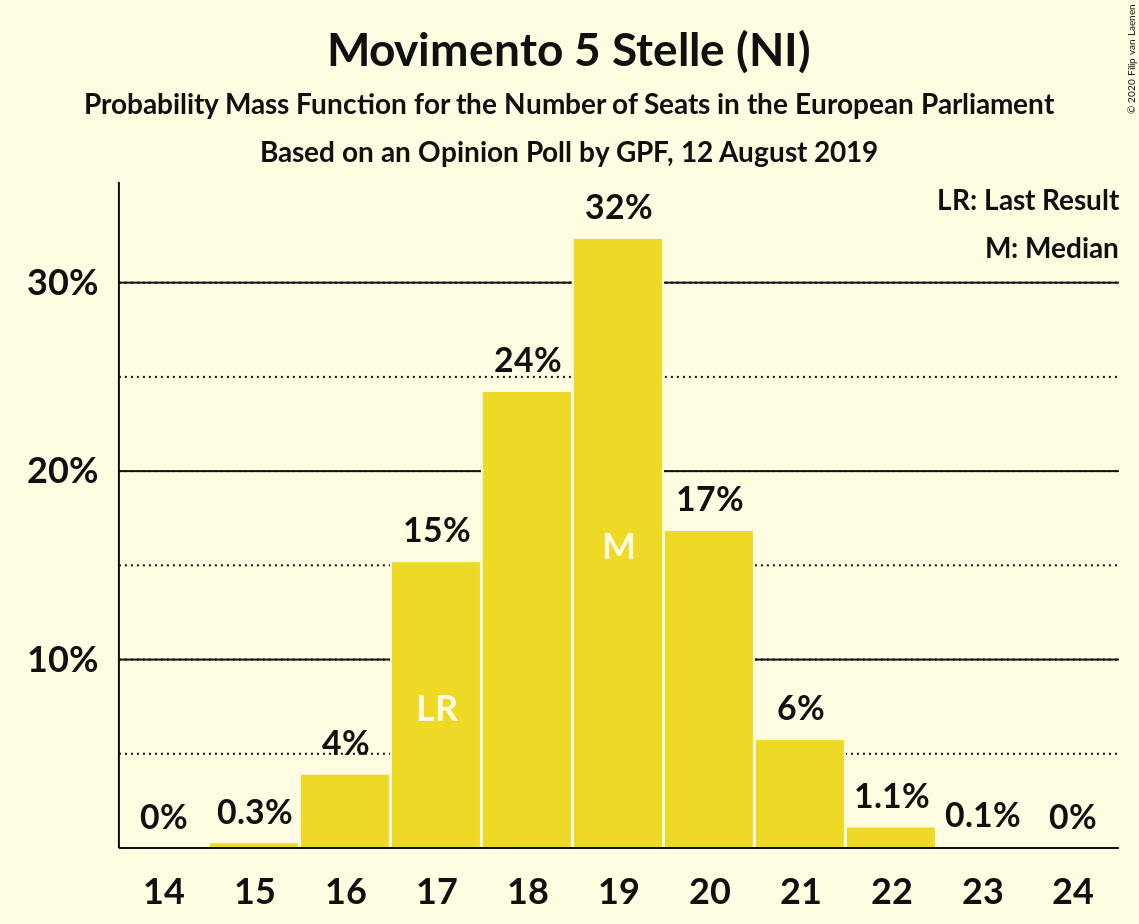 Movimento 5 Stelle (NI)
Probability Mass Function for the Number of Seats in the European Parliament
Based on an Opinion Poll by GPF, 12 August 2019
© 2020 Filip van Laenen
LR: Last Result
M: Median
32%
30%
24%
20%
17%
15%
M
10%
LR
6%
4%
1.1%
0%
0.3%
0.1%
0%
14 15 16 17 18 19 20 21 22 23 24